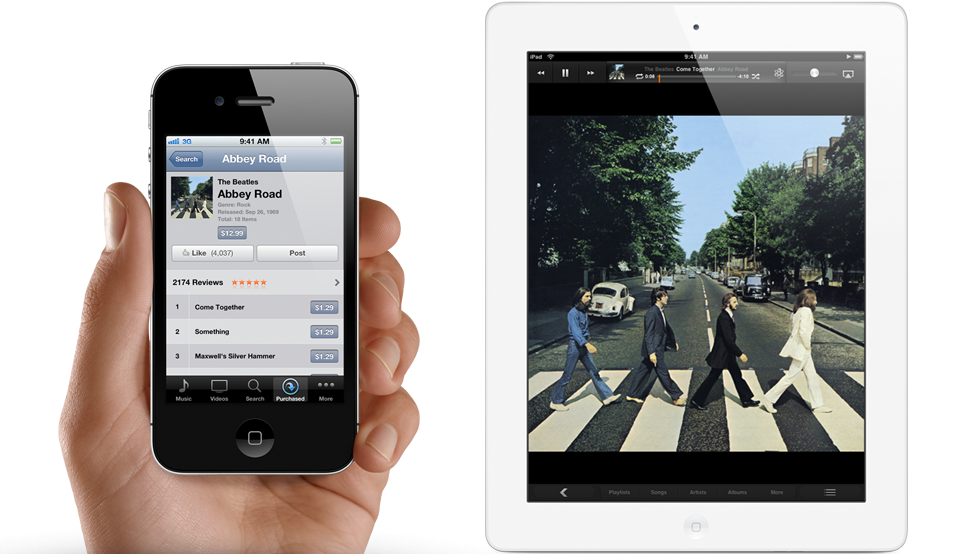 3G 9:41 AM
Search Abbey Road
The Beatles
Abbey Road
Genre: Rock
Released: Sep 26, 1969
Total: 18 Items
$12.99
Like (4,037) Post
2174 Reviews
1 Come Together $1.29
2 Something $1.29
3 Maxwell's Silver Hammer $1.29
Music Videos Search Purchased More
iPad 9:41 AM
The Beatles Come Together Abbey Road
0:08 -4:10
Playlists Songs Artists Albums More